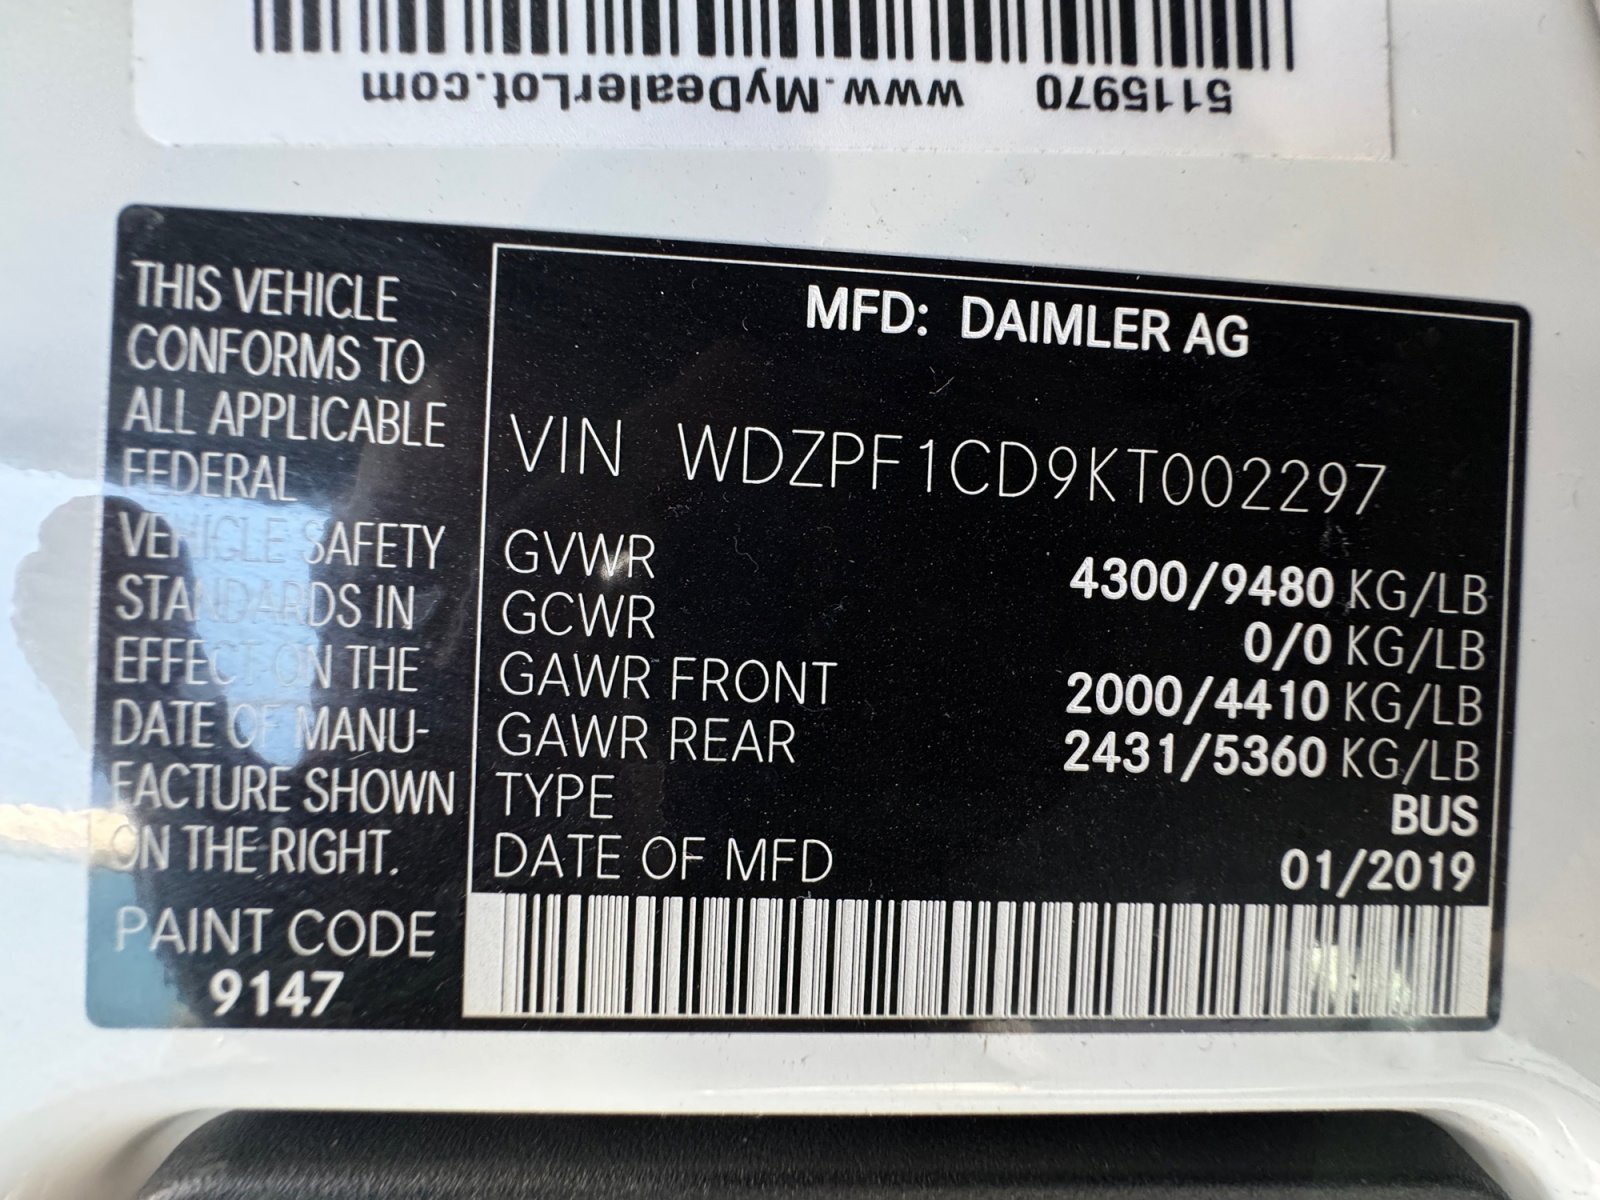 5115970 www.MyDealerLot.com
THIS VEHICLE
CONFORMS TO
ALL APPLICABLE
FEDERAL
VEHICLE SAFETY
STANDARDS IN
EFFECT ON THE
DATE OF MANU-
FACTURE SHOWN
ON THE RIGHT.
PAINT CODE
9147
MFD: DAIMLER AG
VIN WDZPF1CD9KT002297
GVWR 4300/9480 KG/LB
GCWR 0/0 KG/LB
GAWR FRONT 2000/4410 KG/LB
GAWR REAR 2431/5360 KG/LB
TYPE BUS
DATE OF MFD 01/2019